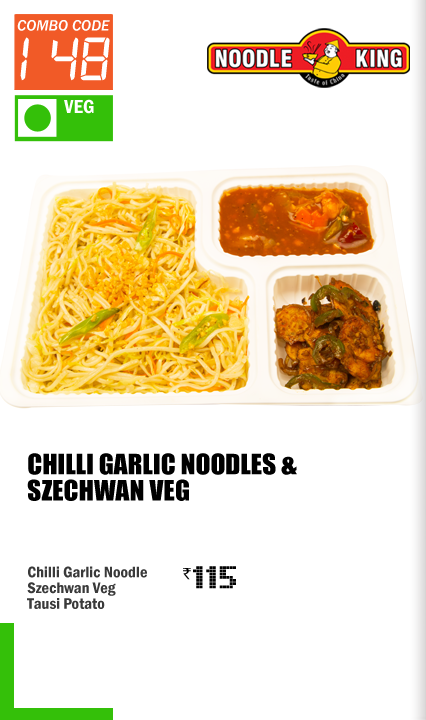 COMBO CODE
148
VEG
NOODLE KING
Taste of China
CHILLI GARLIC NOODLES &
SZECHWAN VEG
Chilli Garlic Noodle
Szechwan Veg
Tausi Potato
₹115